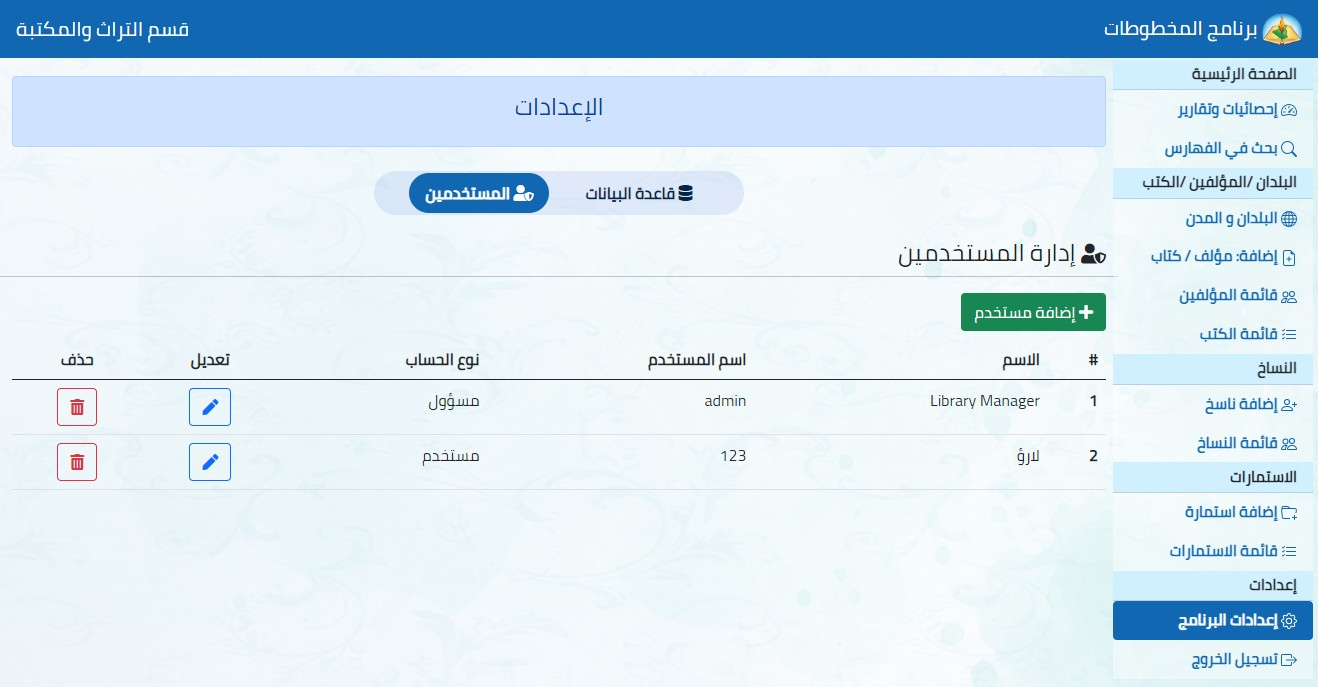 برنامج المخطوطات
قسم التراث والمكتبة
الصفحة الرئيسية
إحصائيات وتقارير
بحث في الفهارس
البلدان /المؤلفين /الكتب
البلدان و المدن
إضافة: مؤلف / كتاب
قائمة المؤلفين
قائمة الكتب
النساخ
إضافة ناسخ
قائمة النساخ
الاستمارات
إضافة استمارة
قائمة الاستمارات
إعدادات
إعدادات البرنامج
تسجيل الخروج
الإعدادات
قاعدة البيانات
المستخدمين
إدارة المستخدمين
إضافة مستخدم
# الاسم اسم المستخدم نوع الحساب تعديل حذف
1 Library Manager admin مسؤول
2 لارؤ 123 مستخدم